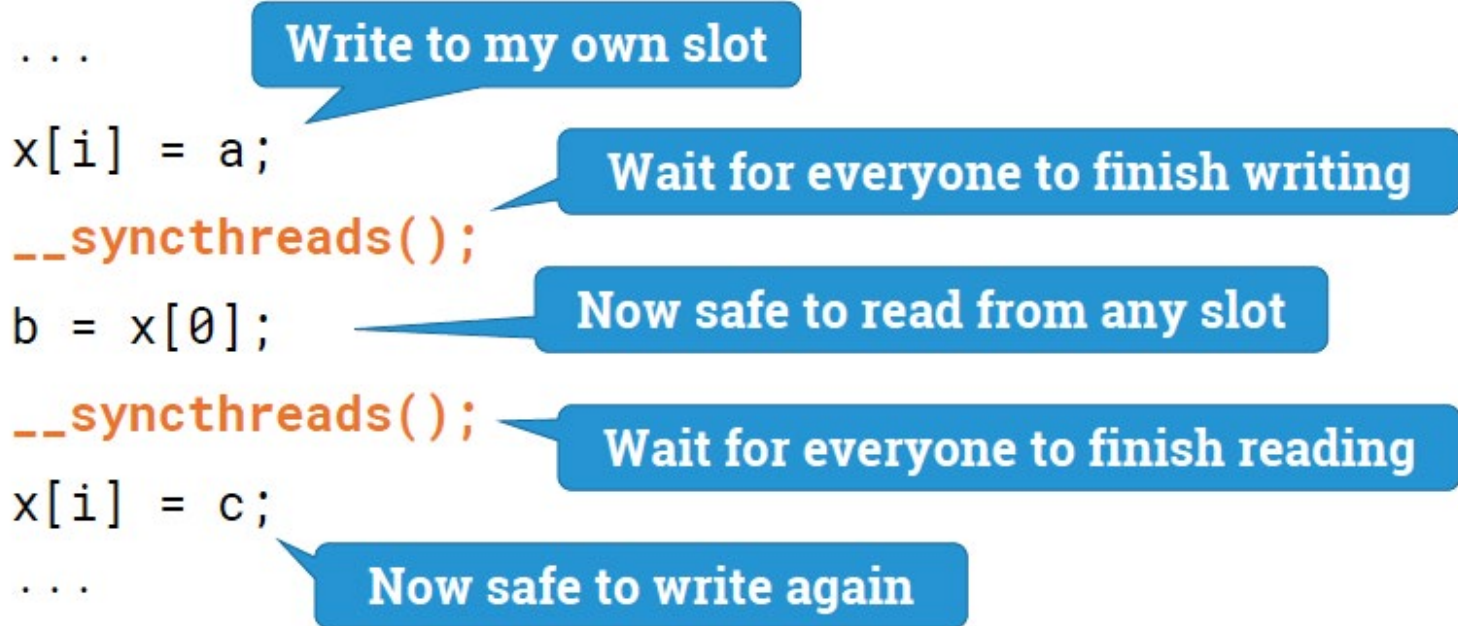 ...
Write to my own slot
x[i] = a;
Wait for everyone to finish writing
__syncthreads();
Now safe to read from any slot
b = x[0];
__syncthreads();
Wait for everyone to finish reading
x[i] = c;
Now safe to write again
...